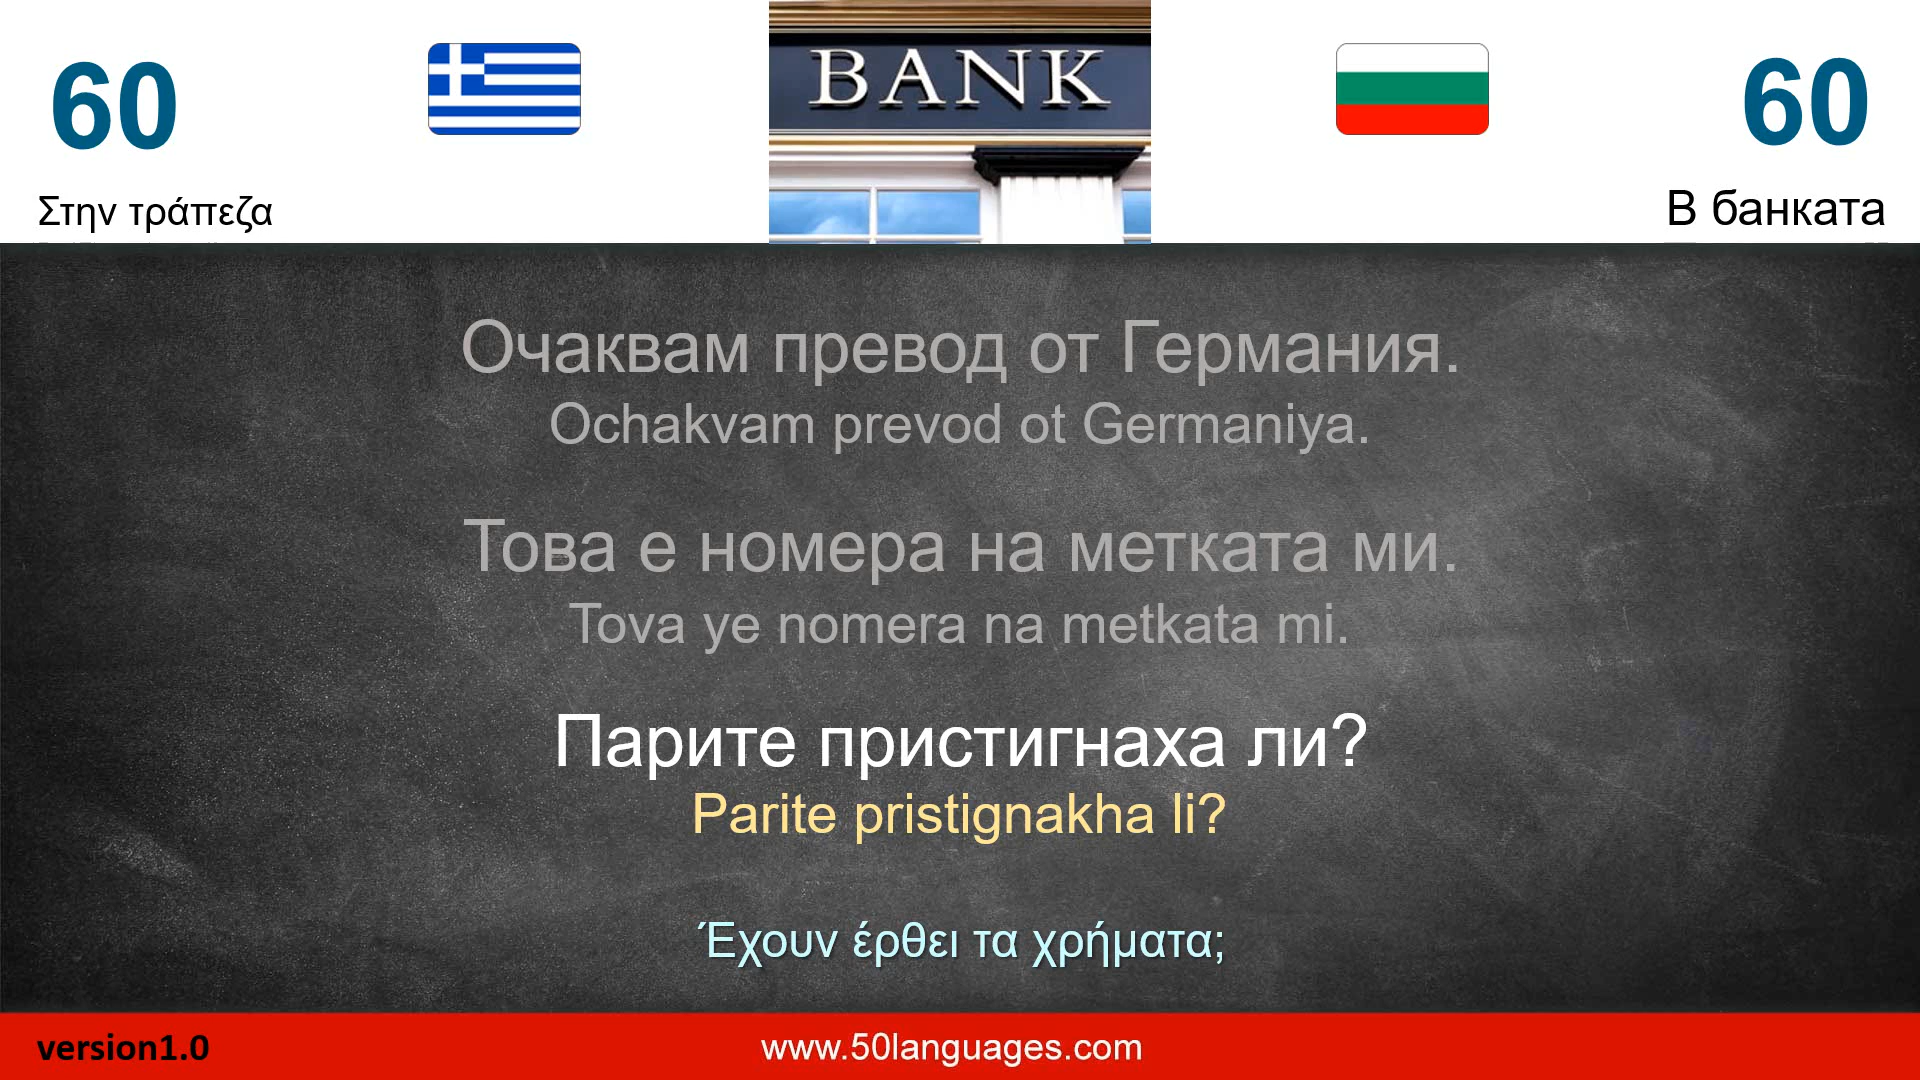 60
Στην τράπεζα
BANK
60
В банката
Очаквам превод от Германия.
Ochakvam prevod ot Germaniya.
Това е номера на метката ми.
Tova ye nomera na metkata mi.
Парите пристигнаха ли?
Parite pristignakha li?
Έχουν έρθει τα χρήματα;
version1.0
www.50languages.com